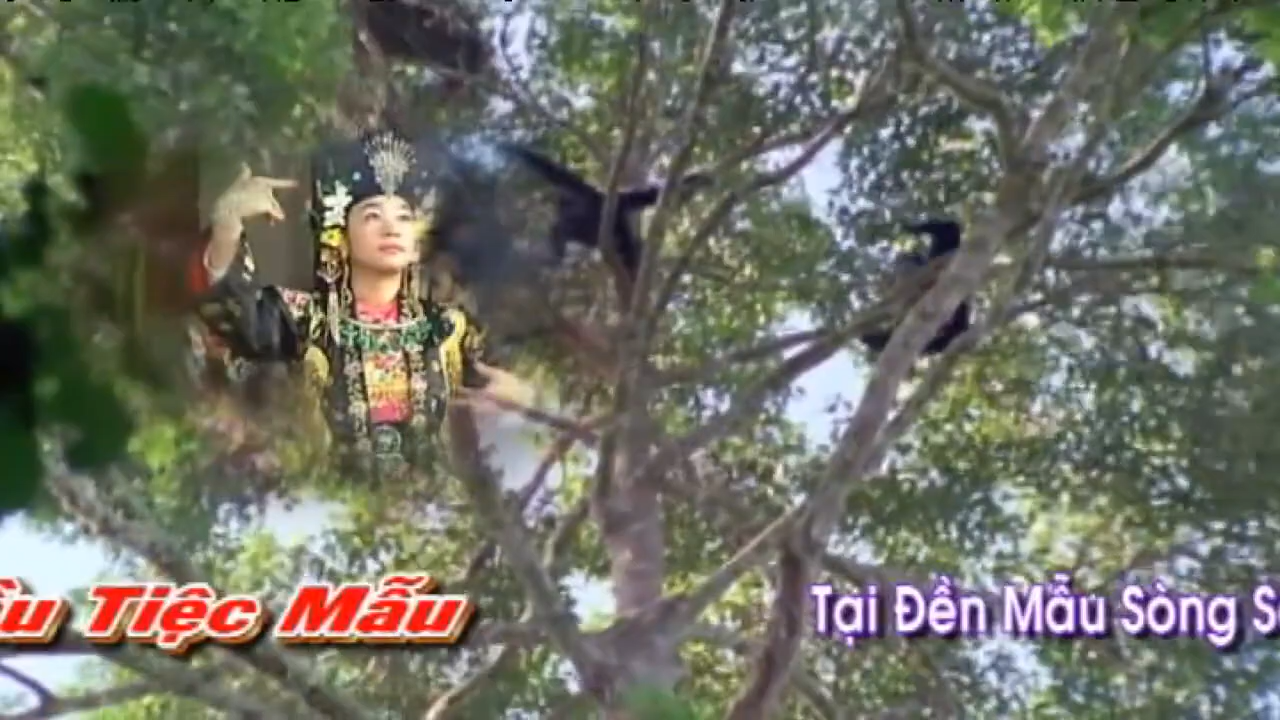 Tiệc Mẫu
Tại Đền Mẫu Sòng